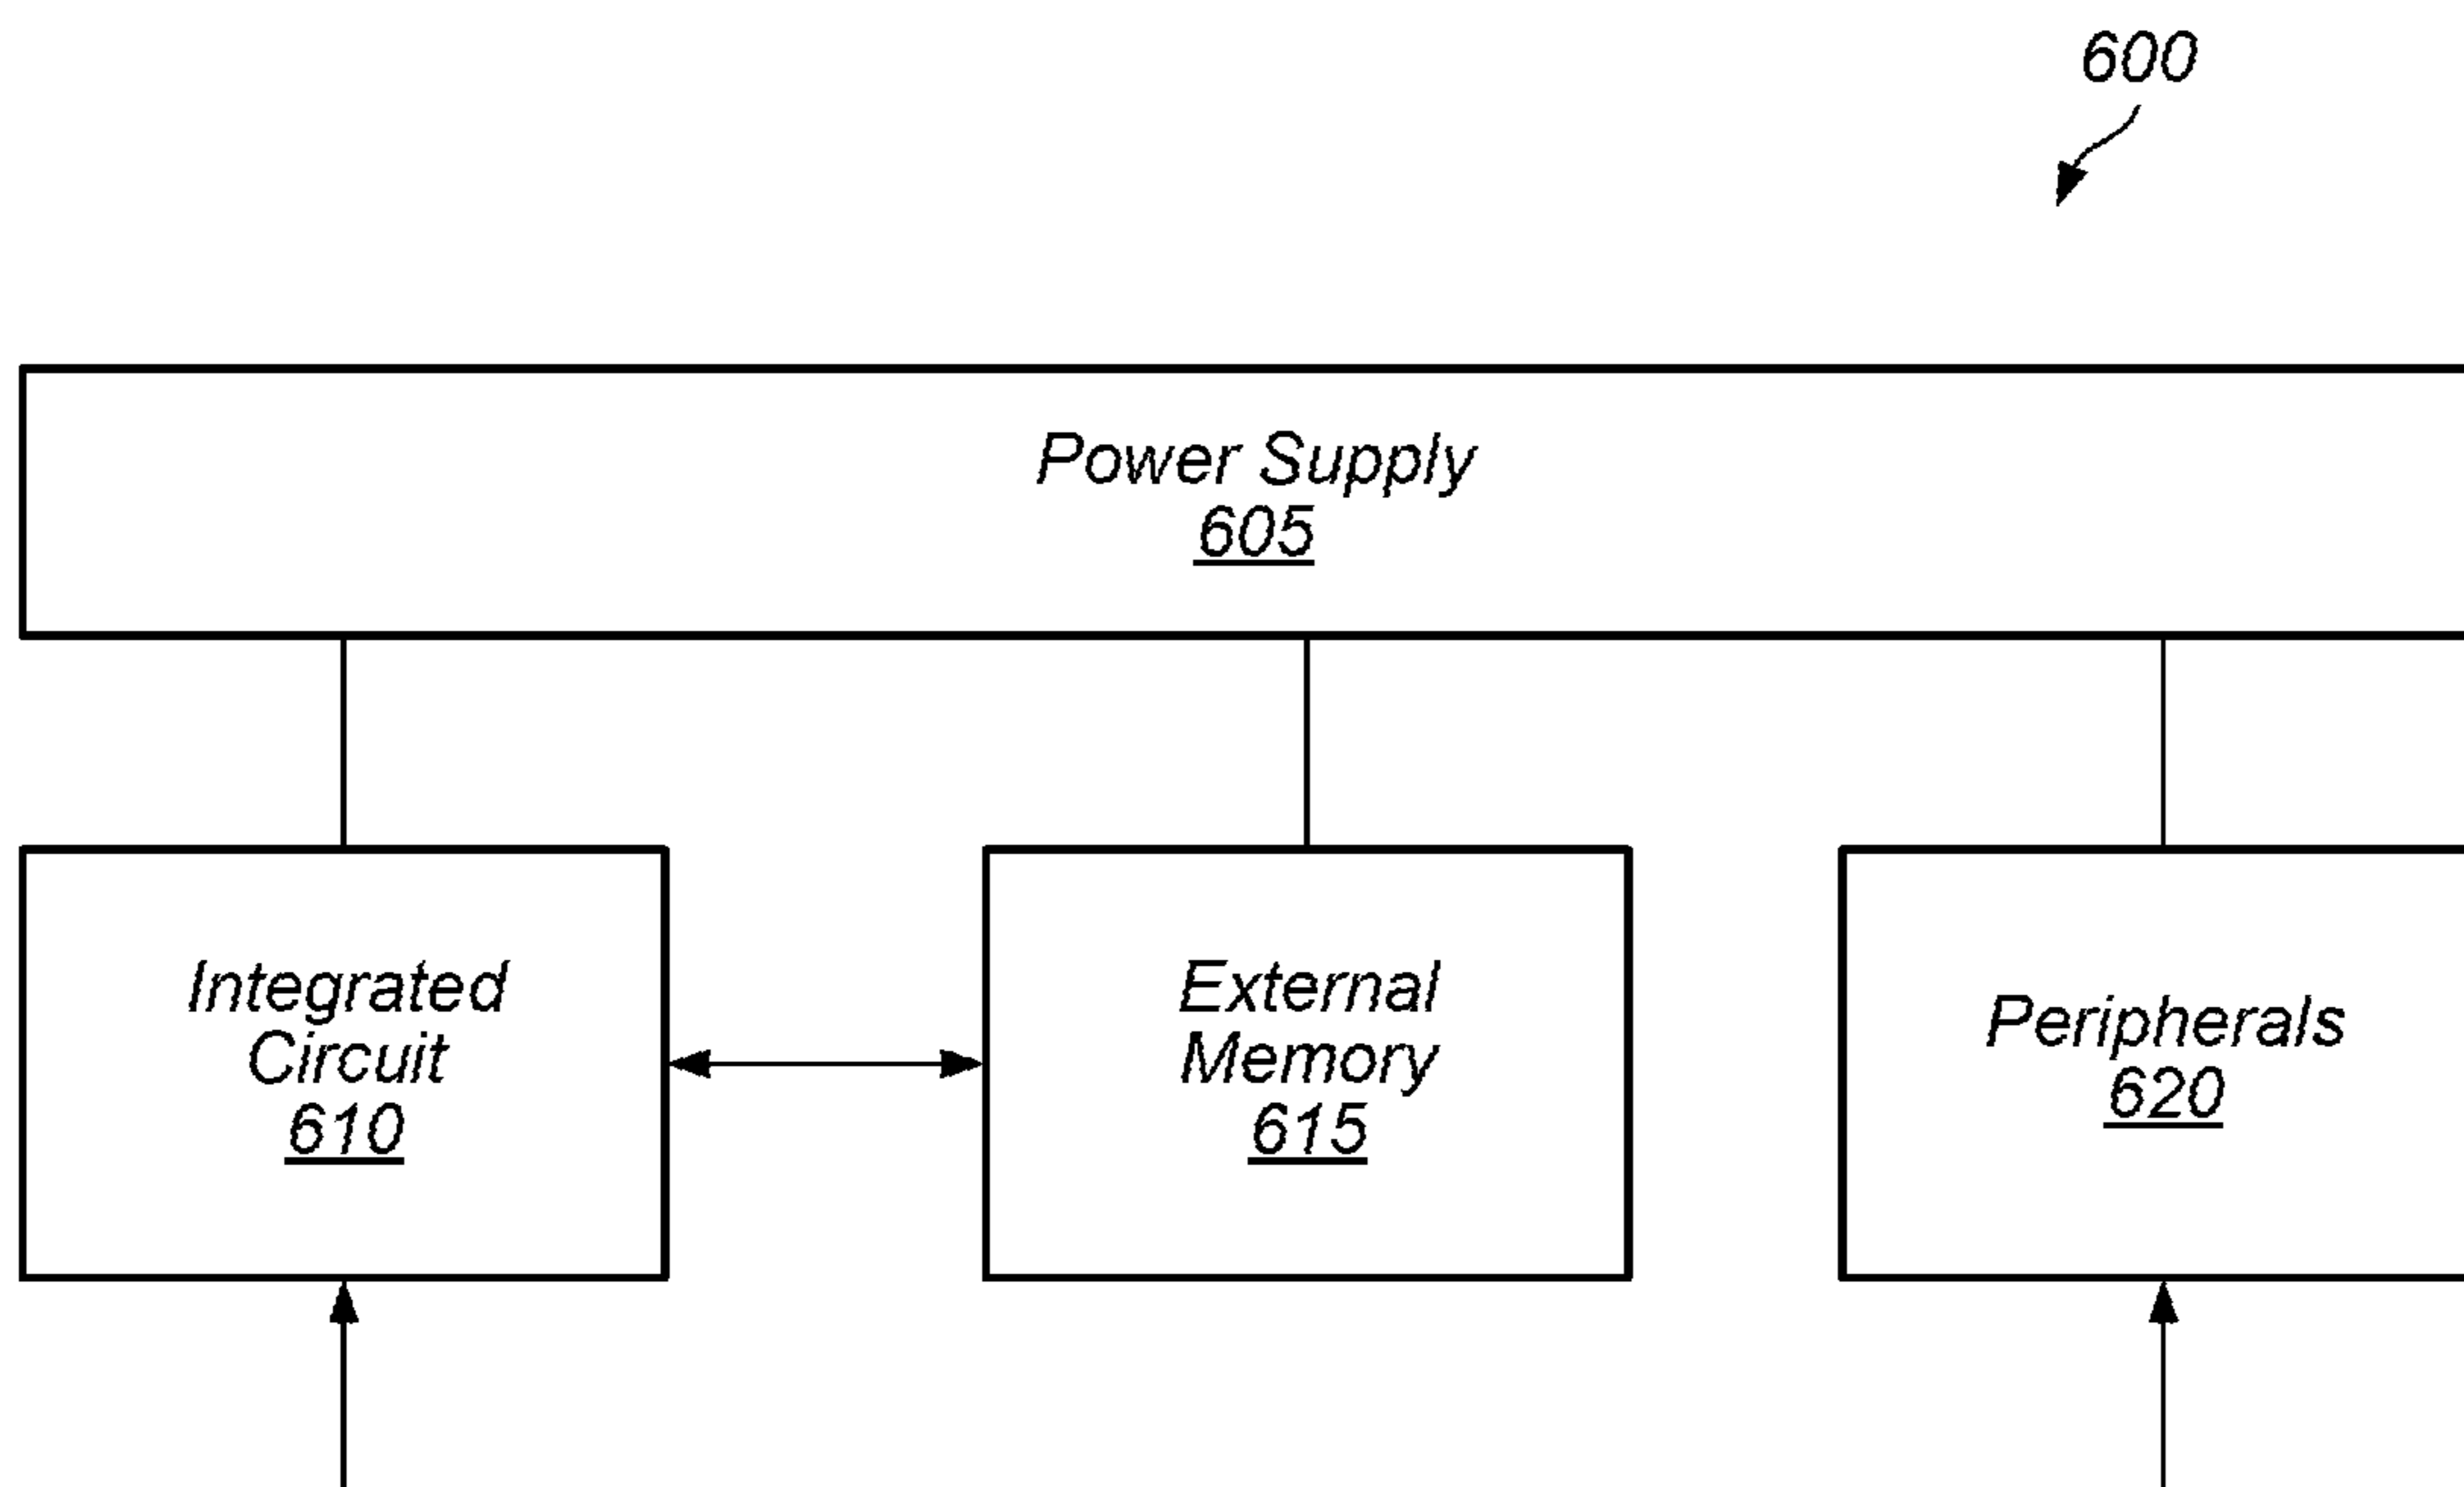 600
Power Supply
605
Integrated
Circuit
610
External
Memory
615
Peripherals
620